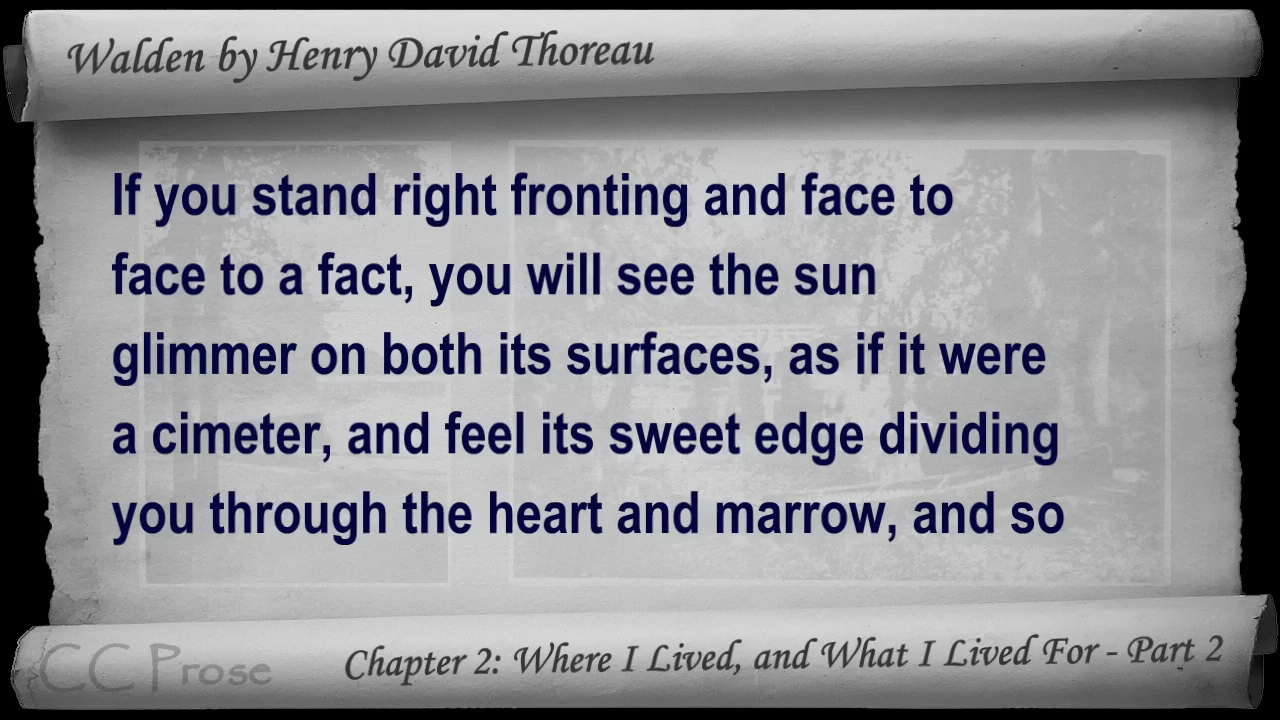 Walden by Henry David Thoreau
If you stand right fronting and face to
face to a fact, you will see the sun
glimmer on both its surfaces, as if it were
a cimeter, and feel its sweet edge dividing
you through the heart and marrow, and so
CC Prose
Chapter 2: Where I Lived, and What I Lived For - Part 2